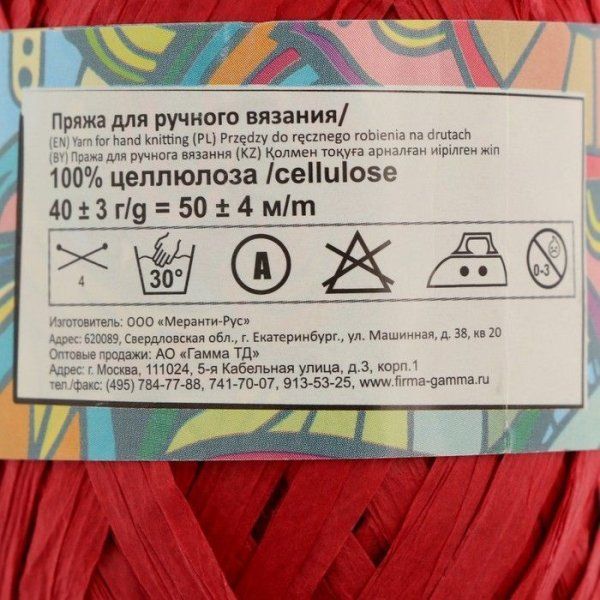 Пряжа для ручного вязания/
(EN) Yarn for hand knitting (PL) Przędzy do ręcznego robienia na drutach
(BY) Пража для ручнога вязання (KZ) Қолмен тоқуға арналған иірілген жіп
100% целлюлоза /cellulose
40 ± 3 г/g = 50 ± 4 м/m
4
30°
A
0-3
Изготовитель: ООО «Меранти-Рус»
Адрес: 620089, Свердловская обл., г. Екатеринбург., ул. Машинная, д. 38, кв 20
Оптовые продажи: АО «Гамма ТД»
Адрес: г. Москва, 111024, 5-я Кабельная улица, д.3, корп.1
тел./факс: (495) 784-77-88, 741-70-07, 913-53-25, www.firma-gamma.ru